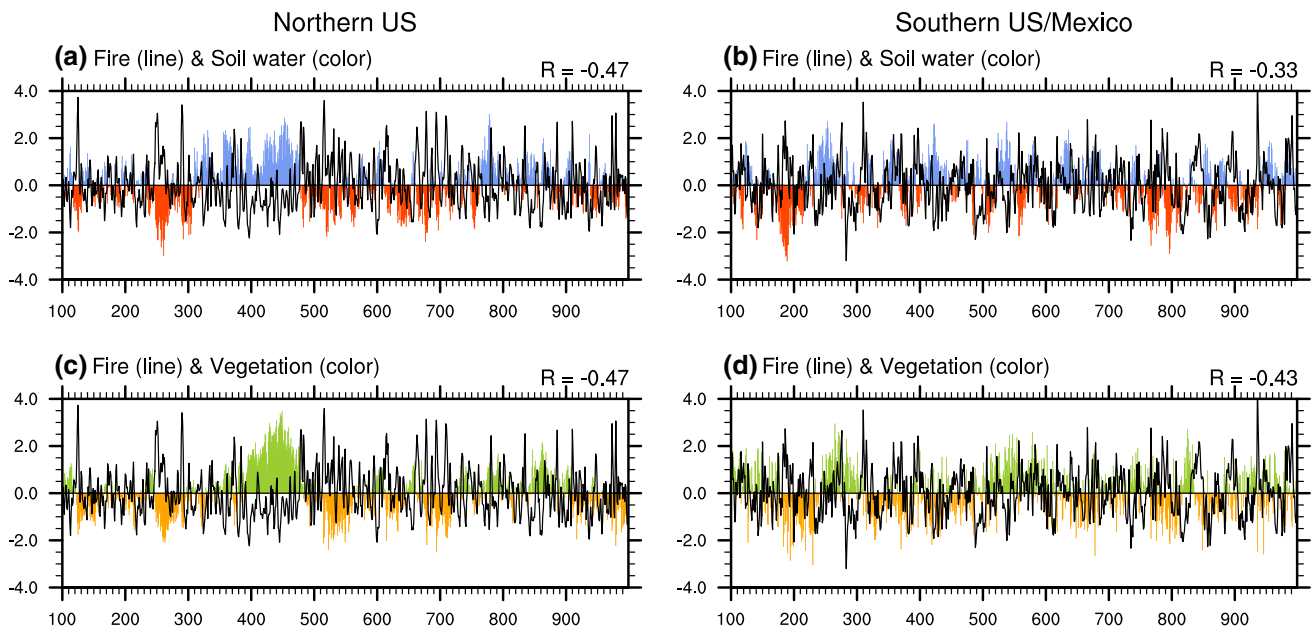 Northern US
Southern US/Mexico
(a) Fire (line) & Soil water (color)
R = -0.47
(b) Fire (line) & Soil water (color)
R = -0.33
4.0
2.0
0.0
-2.0
-4.0
100 200 300 400 500 600 700 800 900
4.0
2.0
0.0
-2.0
-4.0
100 200 300 400 500 600 700 800 900
(c) Fire (line) & Vegetation (color)
R = -0.47
(d) Fire (line) & Vegetation (color)
R = -0.43
4.0
2.0
0.0
-2.0
-4.0
100 200 300 400 500 600 700 800 900
4.0
2.0
0.0
-2.0
-4.0
100 200 300 400 500 600 700 800 900